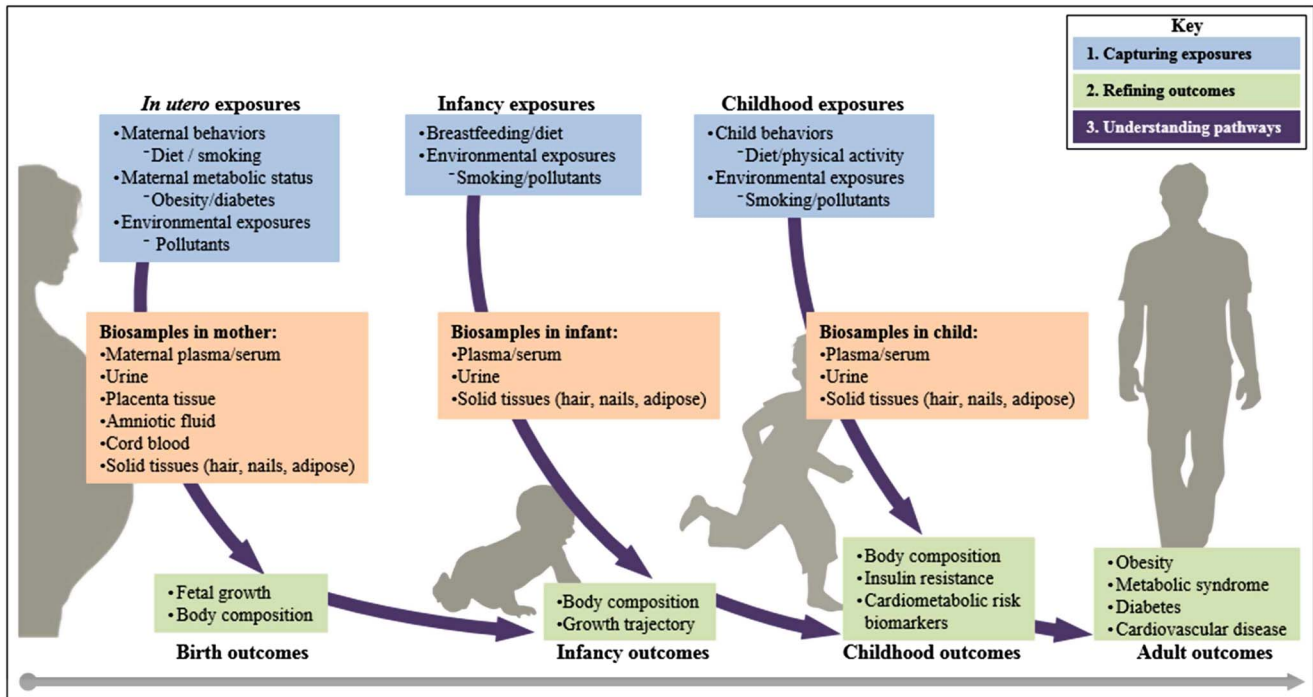 Key
1. Capturing exposures
2. Refining outcomes
3. Understanding pathways
In utero exposures
•Maternal behaviors
-Diet / smoking
•Maternal metabolic status
-Obesity/diabetes
•Environmental exposures
- Pollutants
Infancy exposures
•Breastfeeding/diet
•Environmental exposures
-Smoking/pollutants
Childhood exposures
•Child behaviors
-Diet/physical activity
•Environmental exposures
-Smoking/pollutants
Biosamples in mother:
•Maternal plasma/serum
•Urine
•Placenta tissue
•Amniotic fluid
•Cord blood
•Solid tissues (hair, nails, adipose)
Biosamples in infant:
•Plasma/serum
•Urine
•Solid tissues (hair, nails, adipose)
Biosamples in child:
•Plasma/serum
•Urine
•Solid tissues (hair, nails, adipose)
• Fetal growth
• Body composition
Birth outcomes
• Body composition
• Growth trajectory
Infancy outcomes
• Body composition
• Insulin resistance
• Cardiometabolic risk
biomarkers
Childhood outcomes
•Obesity
•Metabolic syndrome
•Diabetes
•Cardiovascular disease
Adult outcomes